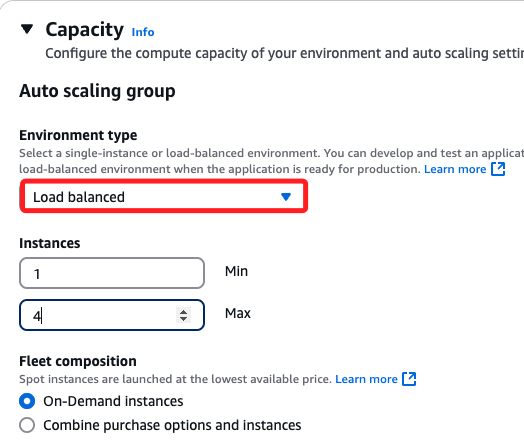 Capacity Info
Configure the compute capacity of your environment and auto scaling
Auto scaling group
Environment type
Select a single-instance or load-balanced environment. You can develop and test an
load-balanced environment when the application is ready for production. Learn more
Load balanced
Instances
1 Min
4 Max
Fleet composition
Spot instances are launched at the lowest available price. Learn more
On-Demand instances
Combine purchase options and instances